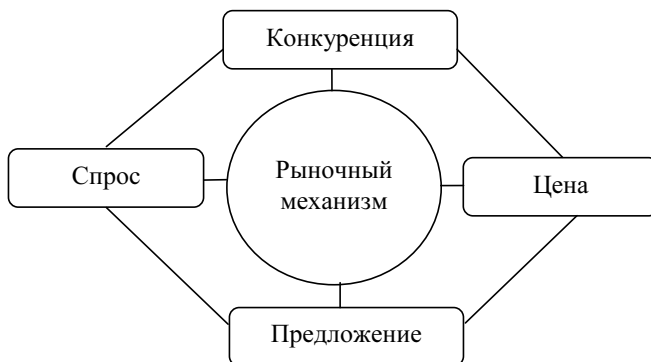 Конкуренция
Спрос
Рыночный
механизм
Цена
Предложение